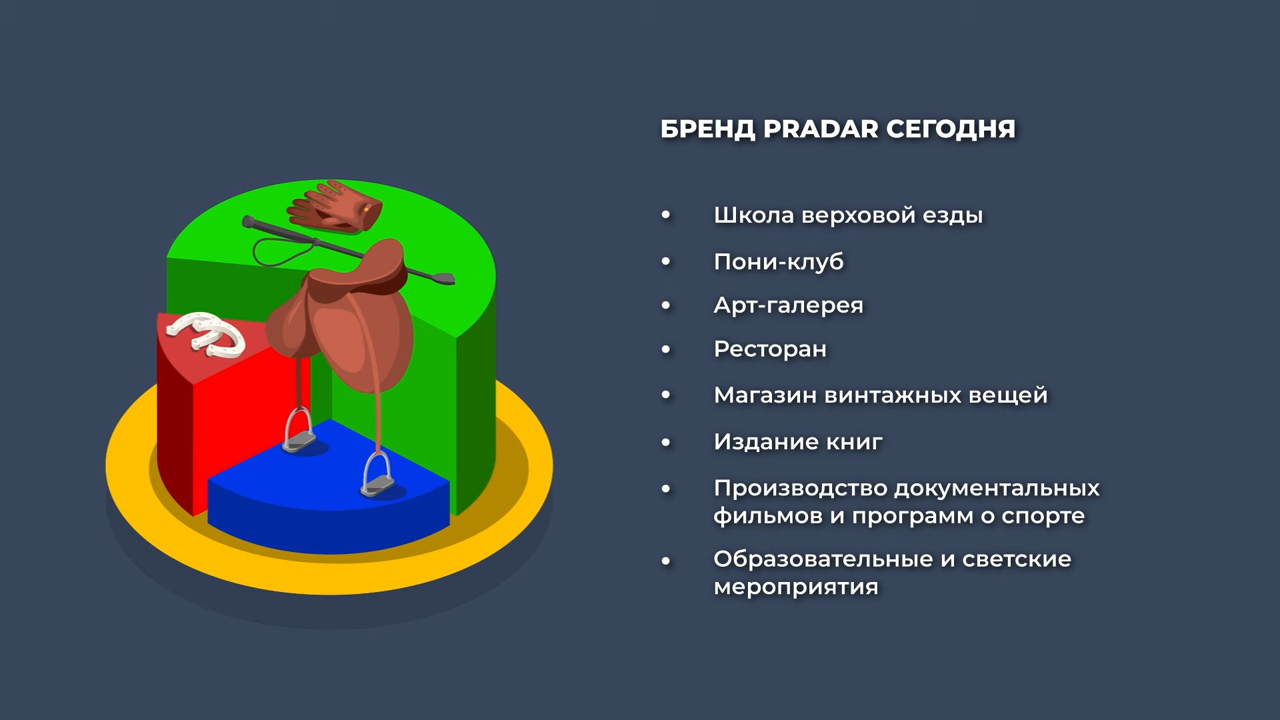 БРЕНД PRADAR СЕГОДНЯ
• Школа верховой езды
• Пони-клуб
• Арт-галерея
• Ресторан
• Магазин винтажных вещей
• Издание книг
• Производство документальных
фильмов и программ о спорте
• Образовательные и светские
мероприятия